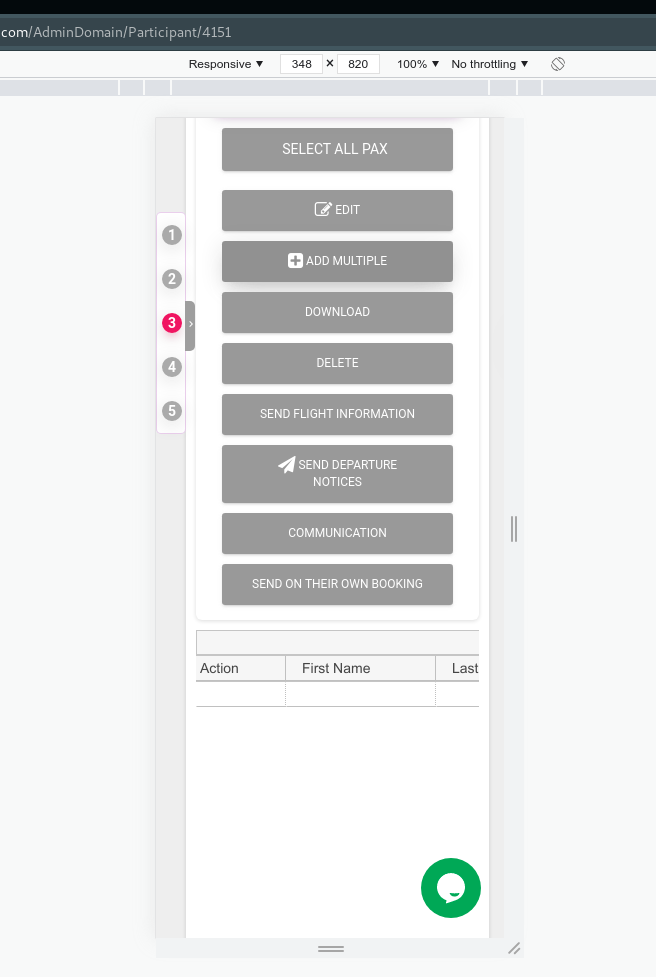 com/AdminDomain/Participant/4151
Responsive ▼ 348 × 820 100% ▼ No throttling ▼
SELECT ALL PAX
EDIT
ADD MULTIPLE
DOWNLOAD
DELETE
SEND FLIGHT INFORMATION
SEND DEPARTURE
NOTICES
COMMUNICATION
SEND ON THEIR OWN BOOKING
1
2
3 ›
4
5
Action First Name Last